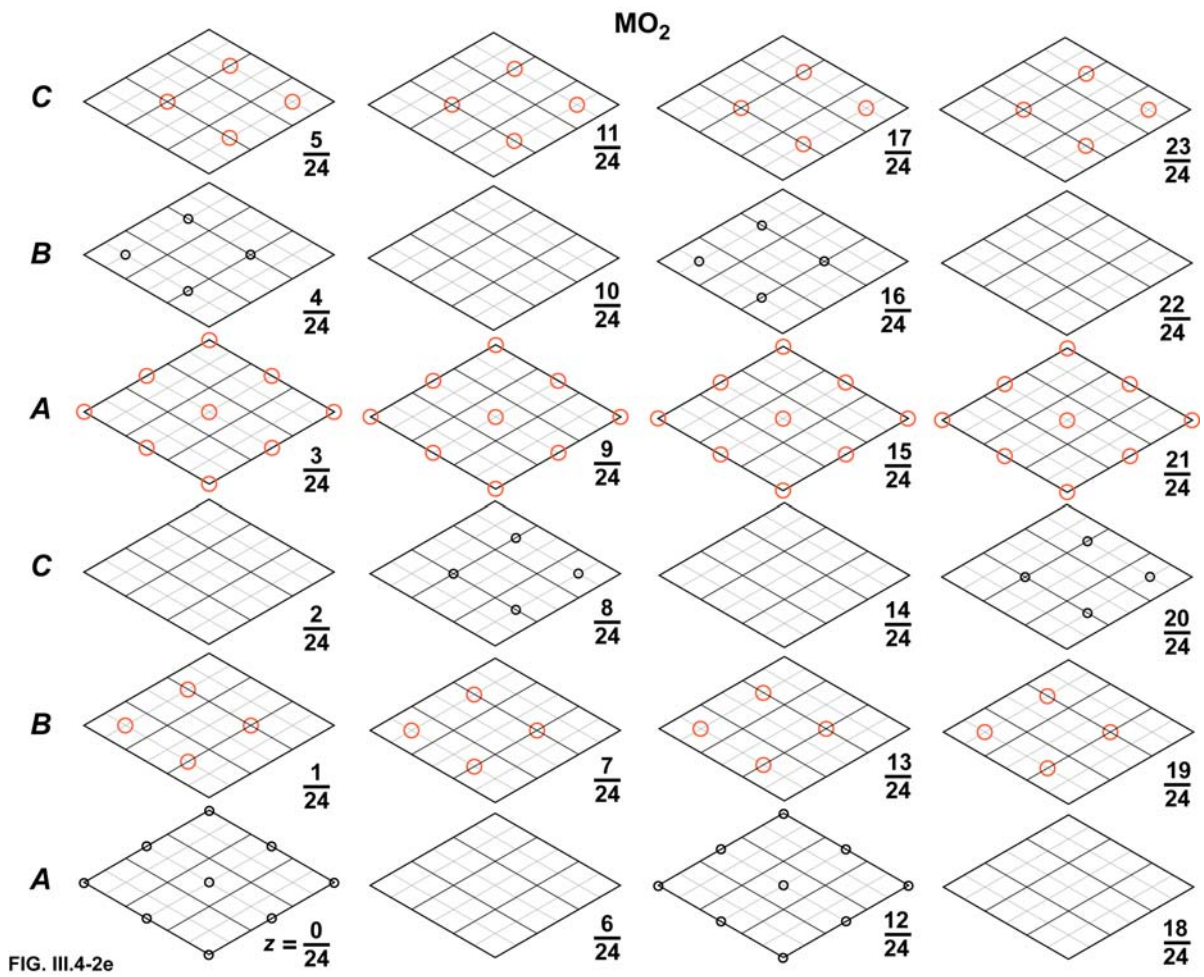 MO₂
C 5/24 11/24 17/24 23/24
B 4/24 10/24 16/24 22/24
A 3/24 9/24 15/24 21/24
C 2/24 8/24 14/24 20/24
B 1/24 7/24 13/24 19/24
A z = 0/24 6/24 12/24 18/24
FIG. III.4-2e